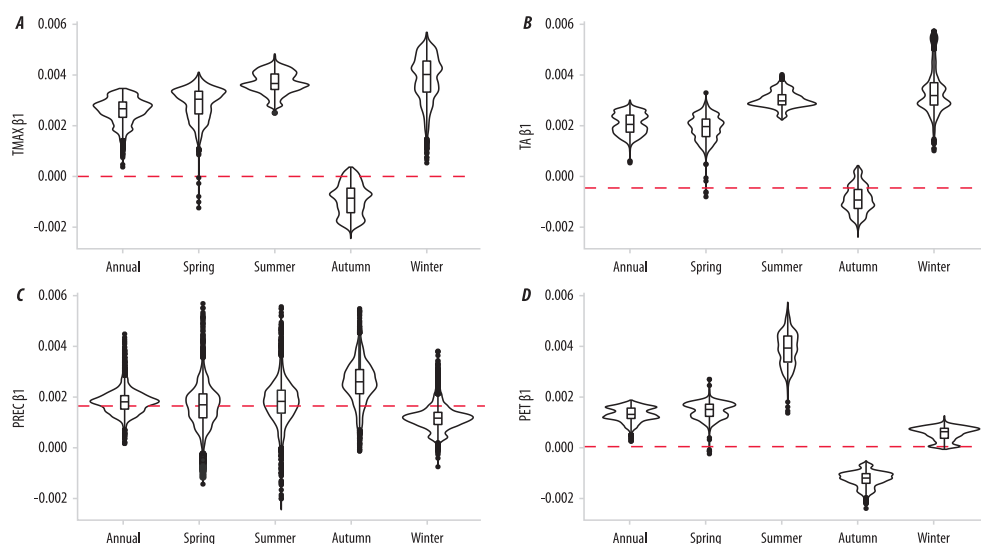 A
TMAX β1
0.006
0.004
0.002
0.000
-0.002
Annual Spring Summer Autumn Winter
B
TA β1
0.006
0.004
0.002
0.000
-0.002
Annual Spring Summer Autumn Winter
C
PREC β1
0.006
0.004
0.002
0.000
-0.002
Annual Spring Summer Autumn Winter
D
PET β1
0.006
0.004
0.002
0.000
-0.002
Annual Spring Summer Autumn Winter